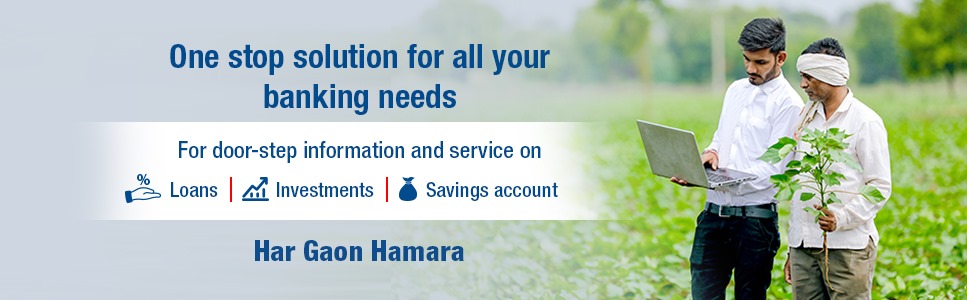 One stop solution for all your
banking needs
For door-step information and service on
% Loans | Investments | Savings account
Har Gaon Hamara